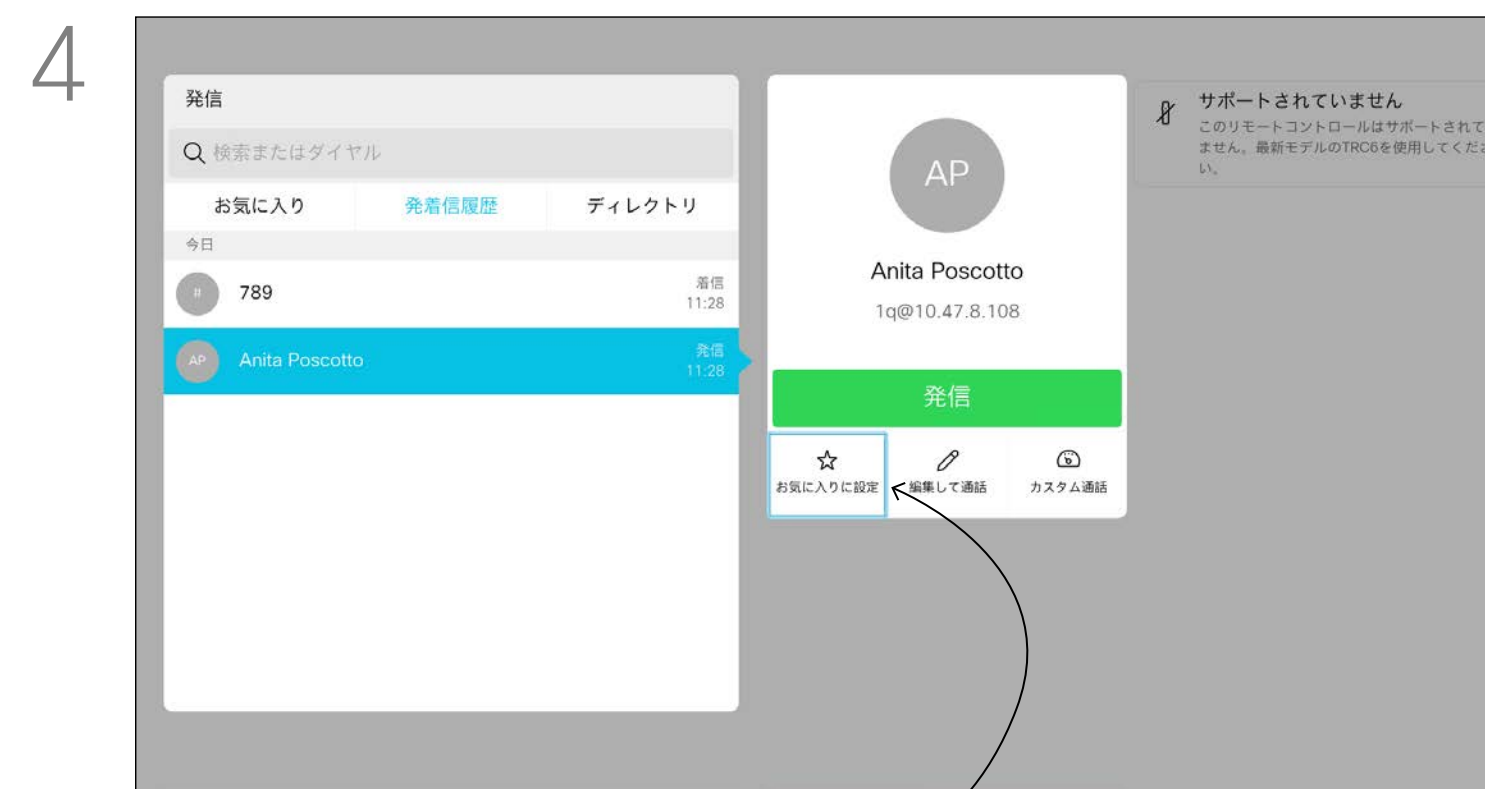 4
発信
検索またはダイヤル
お気に入り 発着信履歴 ディレクトリ
今日
# 789 着信
11:28
AP Anita Poscotto 発信
11:28
AP
Anita Poscotto
1q@10.47.8.108
発信
お気に入りに設定 編集して通話 カスタム通話
サポートされていません
このリモートコントロールはサポートされて
ません。最新モデルのTRC6を使用してくださ
い。